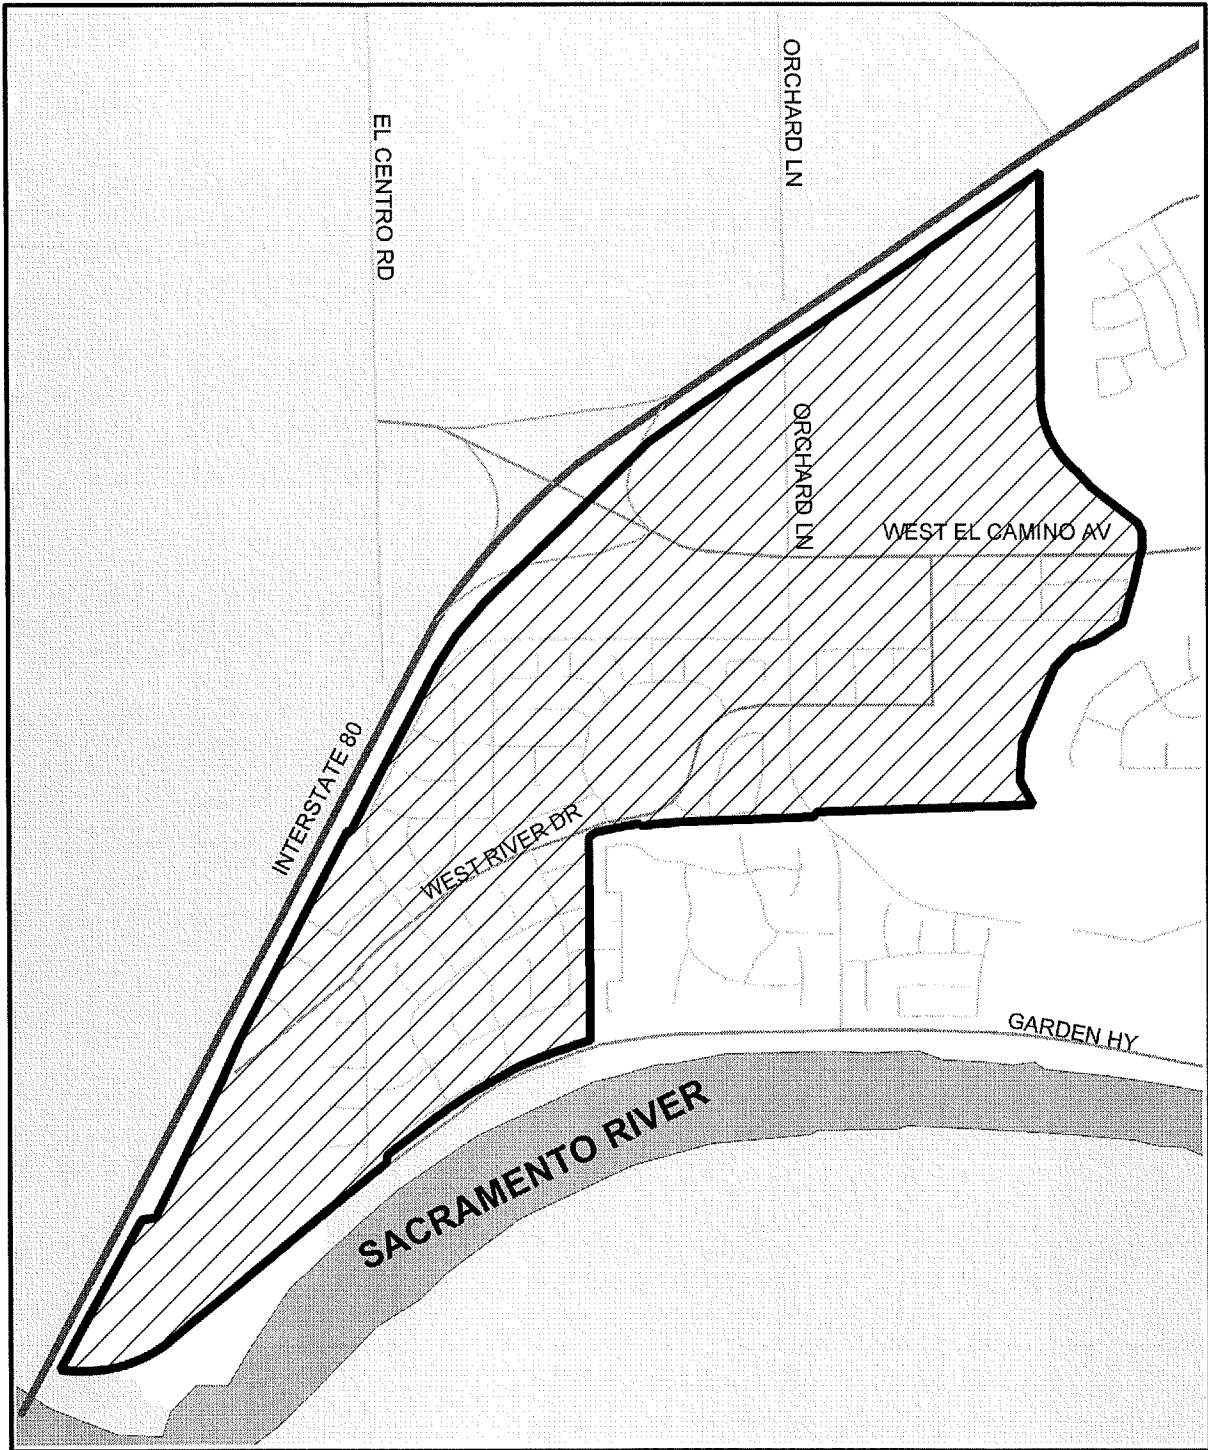 ORCHARD LN
EL CENTRO RD
ORCHARD LN
WEST EL CAMINO AV
INTERSTATE 80
WEST RIVER DR
GARDEN HY
SACRAMENTO RIVER